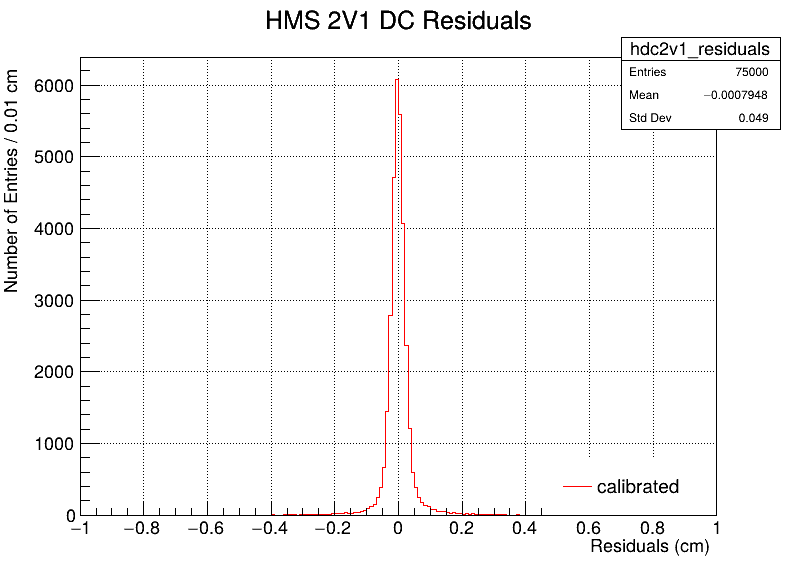 HMS 2V1 DC Residuals
hdc2v1_residuals
Entries 75000
Mean −0.0007948
Std Dev 0.049
Number of Entries / 0.01 cm
6000
5000
4000
3000
2000
1000
0
calibrated
−1 −0.8 −0.6 −0.4 −0.2 0 0.2 0.4 0.6 0.8 1
Residuals (cm)